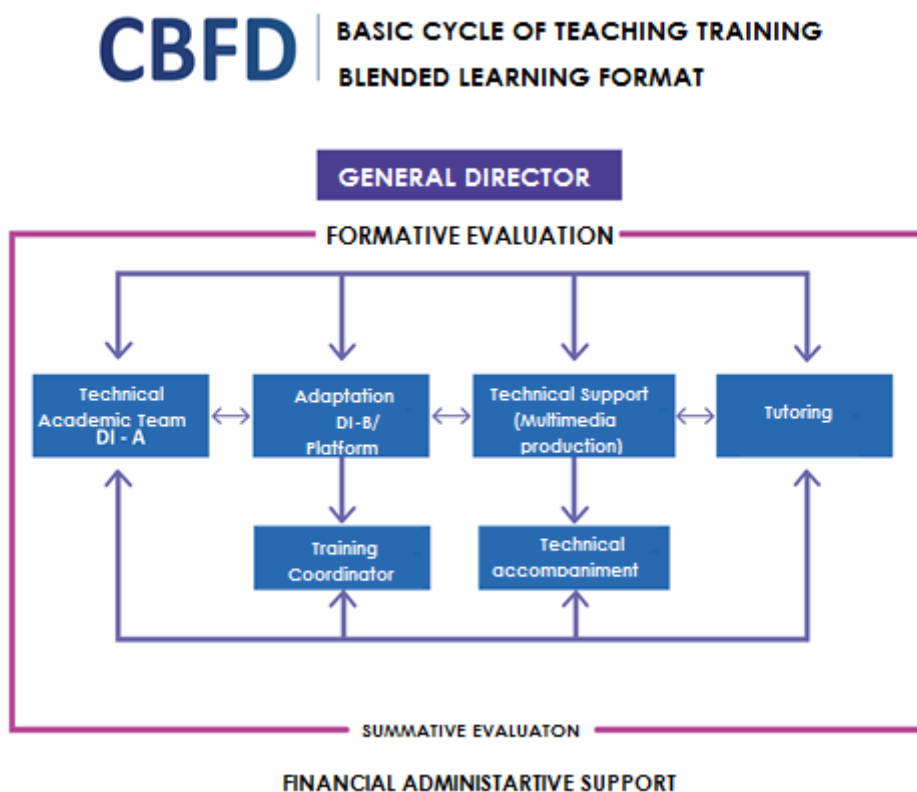 CBFD
BASIC CYCLE OF TEACHING TRAINING
BLENDED LEARNING FORMAT
GENERAL DIRECTOR
FORMATIVE EVALUATION
Technical
Academic Team
DI - A
Adaptation
DI-B/
Platform
Technical Support
(Multimedia
production)
Tutoring
Training
Coordinator
Technical
accompaniment
SUMMATIVE EVALUATON
FINANCIAL ADMINISTARTIVE SUPPORT